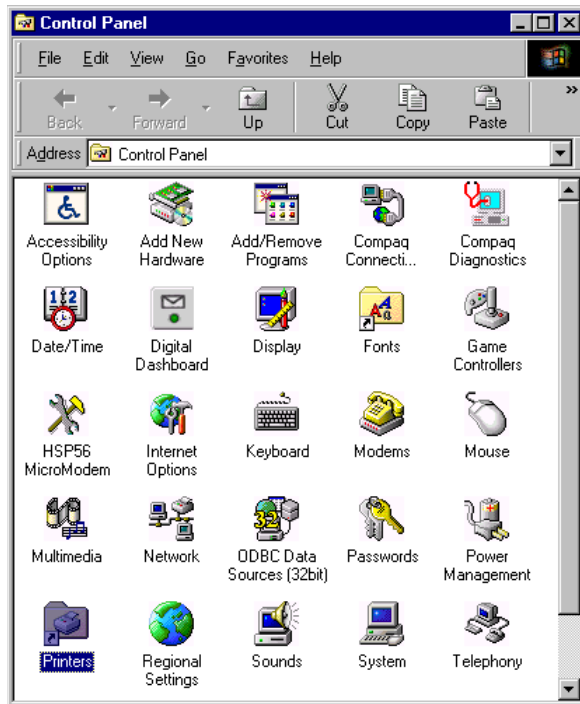 Control Panel
File Edit View Go Favorites Help
Back Forward Up Cut Copy Paste »
Address Control Panel
Accessibility Options
Add New Hardware
Add/Remove Programs
Compaq Connecti...
Compaq Diagnostics
Date/Time
Digital Dashboard
Display
Fonts
Game Controllers
HSP56 MicroModem
Internet Options
Keyboard
Modems
Mouse
Multimedia
Network
ODBC Data Sources (32bit)
Passwords
Power Management
Printers
Regional Settings
Sounds
System
Telephony